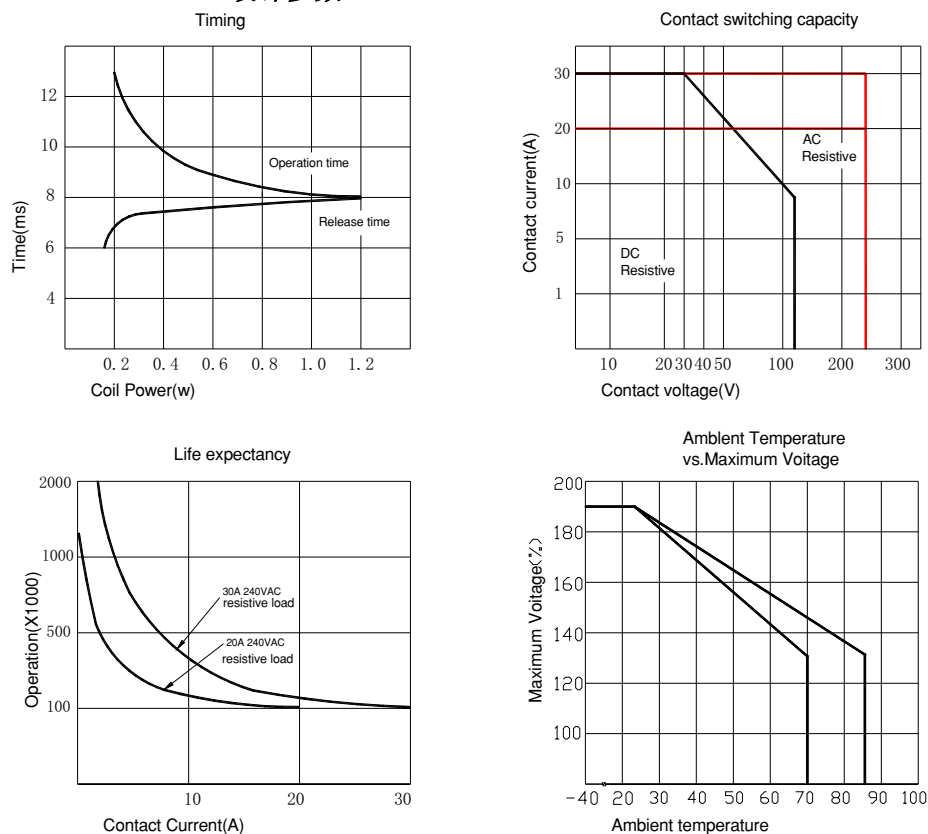 Timing
12
10
8
6
4
Time(ms)
Operation time
Release time
0.2 0.4 0.6 0.8 1.0 1.2
Coil Power(w)
Contact switching capacity
30
20
10
5
1
Contact current(A)
AC
Resistive
DC
Resistive
10 20 30 40 50 100 200 300
Contact voltage(V)
Life expectancy
2000
1000
500
100
Operation(X1000)
30A 240VAC
resistive load
20A 240VAC
resistive load
10 20 30
Contact Current(A)
Amblent Temperature
vs.Maximum Voitage
200
180
160
140
120
100
Maximum Voitage(%)
-40 20 30 40 50 60 70 80 90 100
Ambient temperature